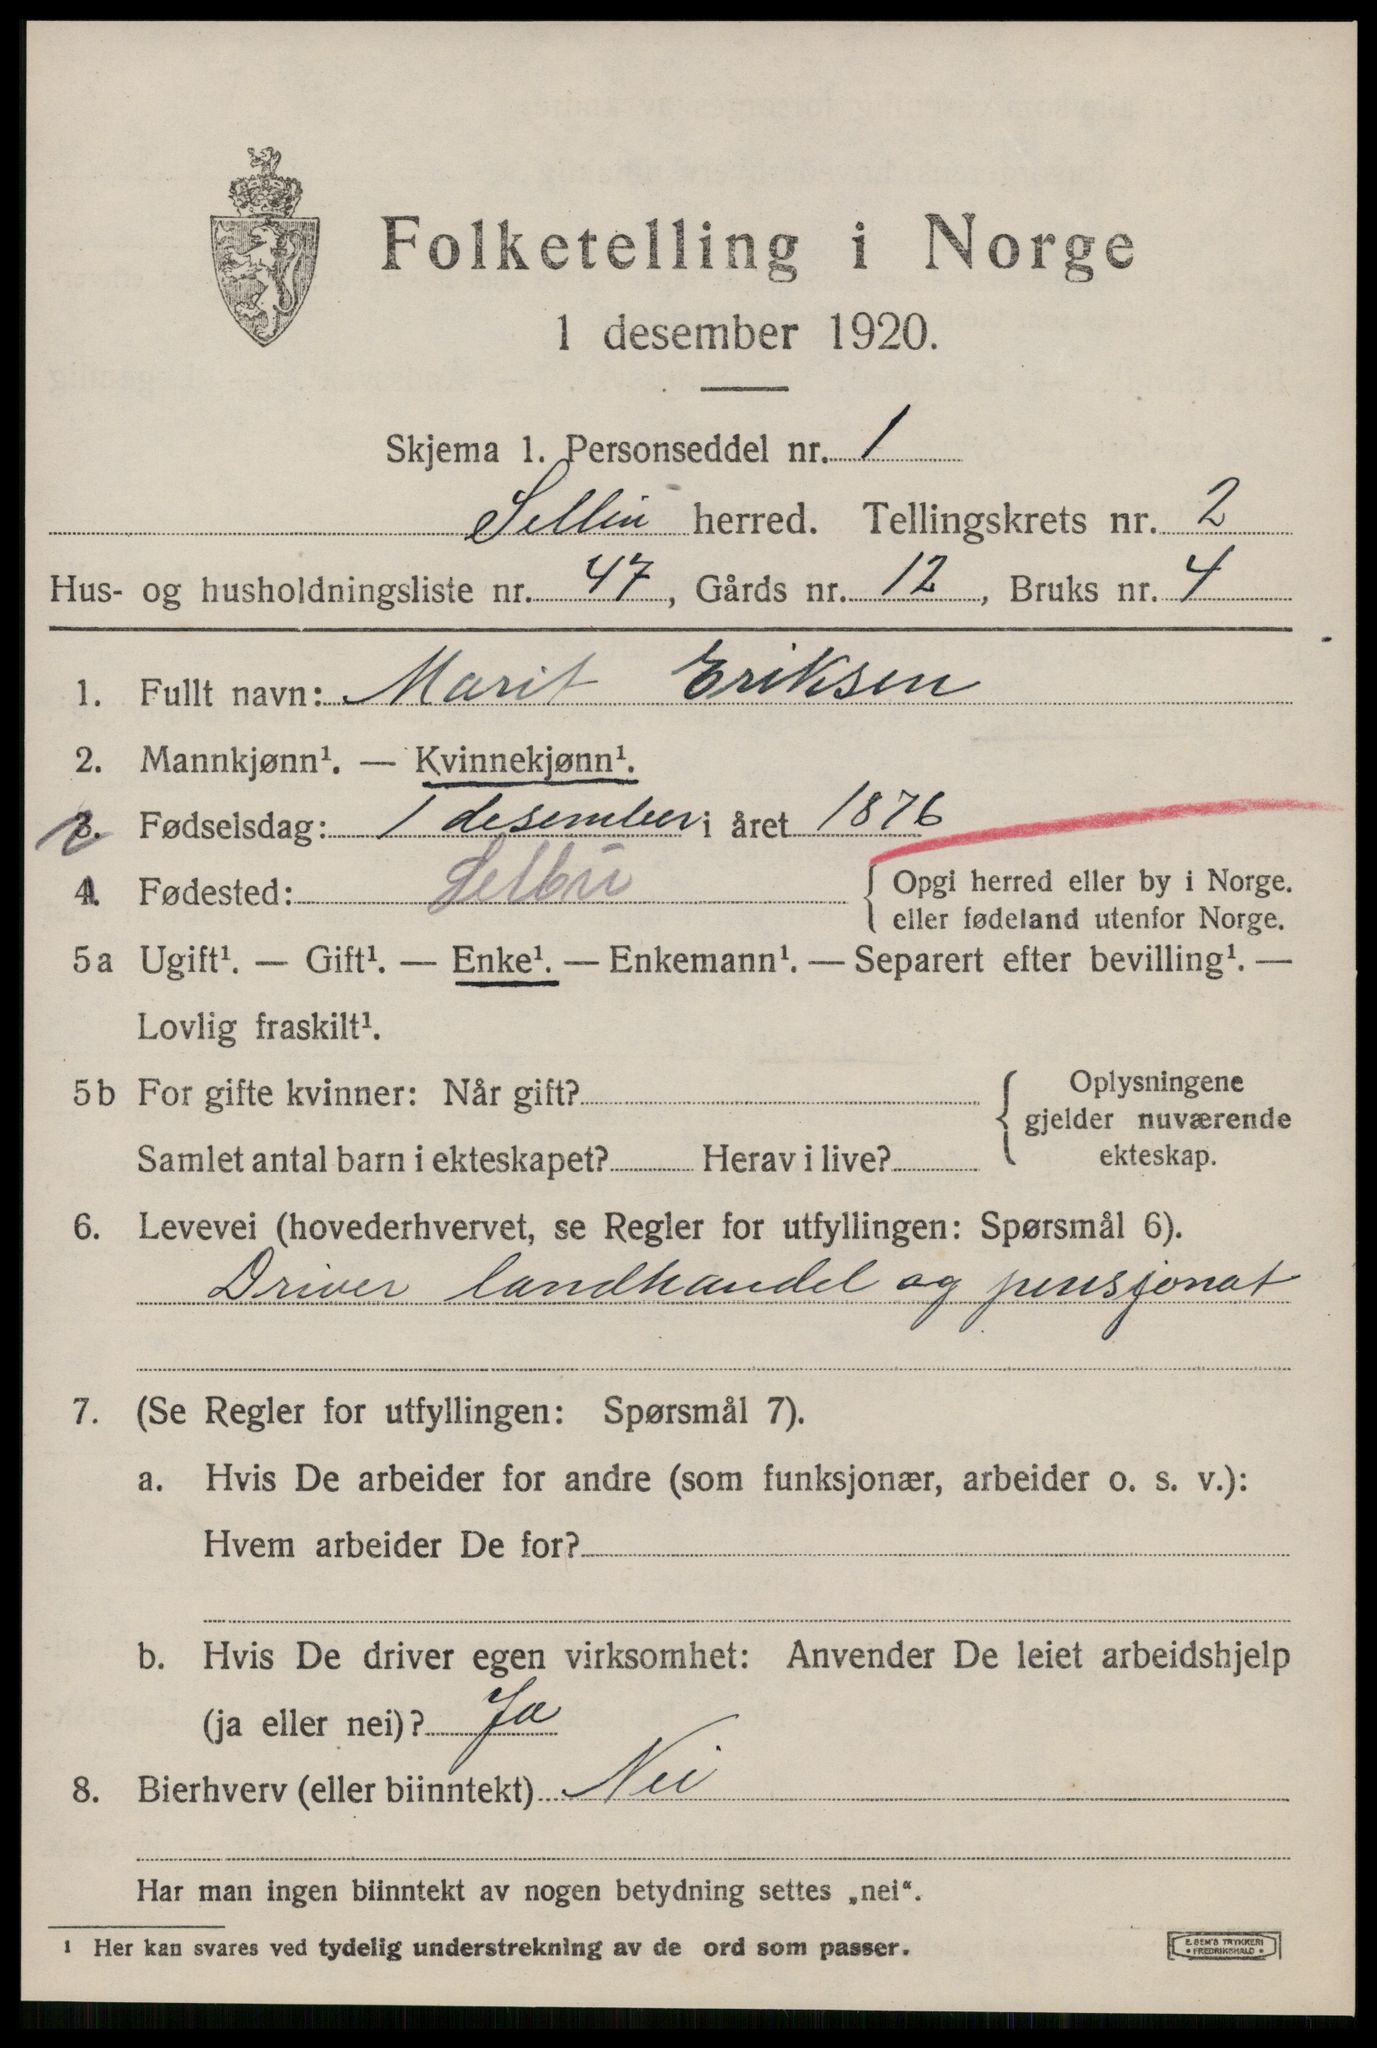 Folketelling i Norge
1 desember 1920.
Skjema 1. Personseddel nr. 1
Selbu herred. Tellingskrets nr. 2
Hus- og husholdningsliste nr. 47, Gårds nr. 12, Bruks nr. 4
1. Fullt navn: Marit Eriksen
2. Mannkjønn¹. — Kvinnekjønn¹.
3. Fødselsdag: 1 desember i året 1876
4. Fødested: Selbu { Opgi herred eller by i Norge.
eller fødeland utenfor Norge.
5a Ugift¹. — Gift¹. — Enke¹. — Enkemann¹. — Separert efter bevilling¹. —
Lovlig fraskilt¹.
5b For gifte kvinner: Når gift? { Oplysningene
gjelder nuværende
Samlet antal barn i ekteskapet? Herav i live? ekteskap.
6. Levevei (hovederhvervet, se Regler for utfyllingen: Spørsmål 6).
Driver landhandel og pensjonat
7. (Se Regler for utfyllingen: Spørsmål 7).
a. Hvis De arbeider for andre (som funksjonær, arbeider o. s. v.):
Hvem arbeider De for?
b. Hvis De driver egen virksomhet: Anvender De leiet arbeidshjelp
(ja eller nei)? Ja
8. Bierhverv (eller biinntekt) Nei
Har man ingen biinntekt av nogen betydning settes „nei“.
¹ Her kan svares ved tydelig understrekning av de ord som passer.
E. SEM'S TRYKKERI
• FREDRIKSHALD •